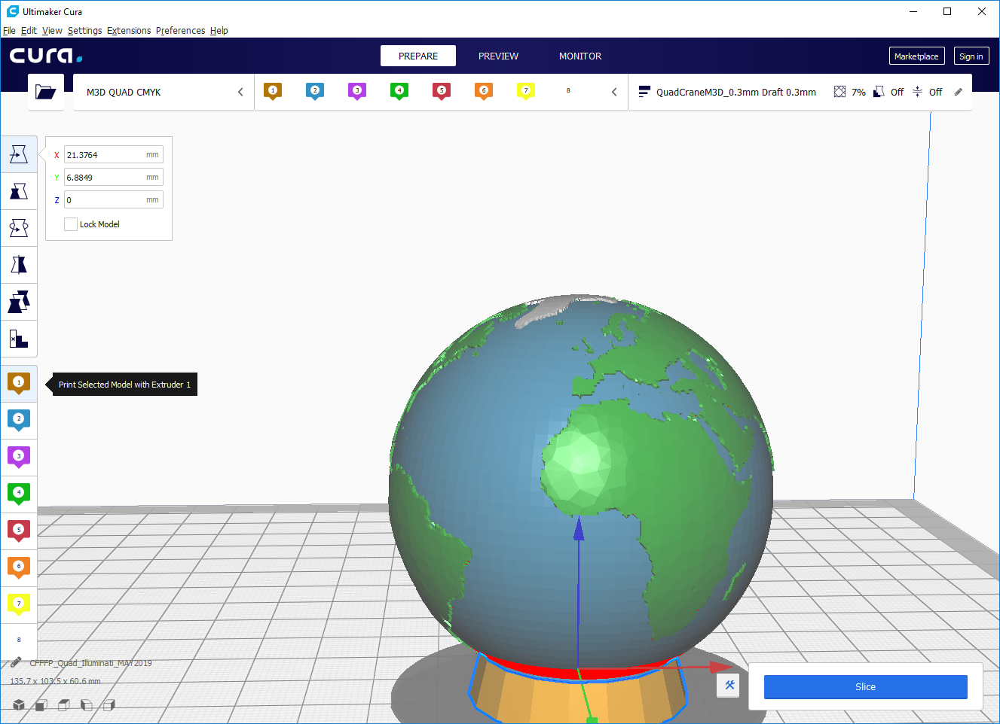 Ultimaker Cura
File Edit View Settings Extensions Preferences Help
cura.
PREPARE PREVIEW MONITOR
Marketplace Sign in
M3D QUAD CMYK
1 2 3 4 5 6 7 8
QuadCraneM3D_0.3mm Draft 0.3mm 7% Off Off
X 21.3764 mm
Y 6.8849 mm
Z 0 mm
Lock Model
1 Print Selected Model with Extruder 1
2
3
4
5
6
7
8
CFFFP_Quad_Illuminati_MAY2019
135.7 x 103.5 x 60.6 mm
Slice